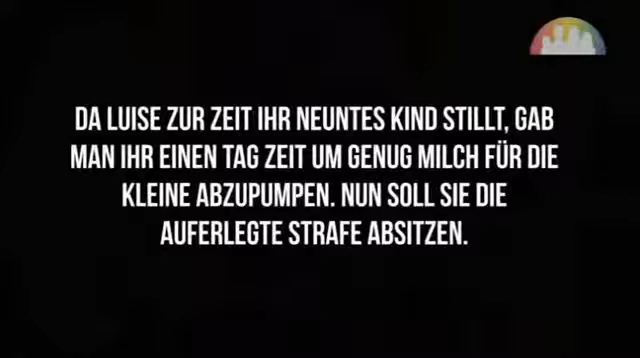 DA LUISE ZUR ZEIT IHR NEUNTES KIND STILLT, GAB
MAN IHR EINEN TAG ZEIT UM GENUG MILCH FÜR DIE
KLEINE ABZUPUMPEN. NUN SOLL SIE DIE
AUFERLEGTE STRAFE ABSITZEN.